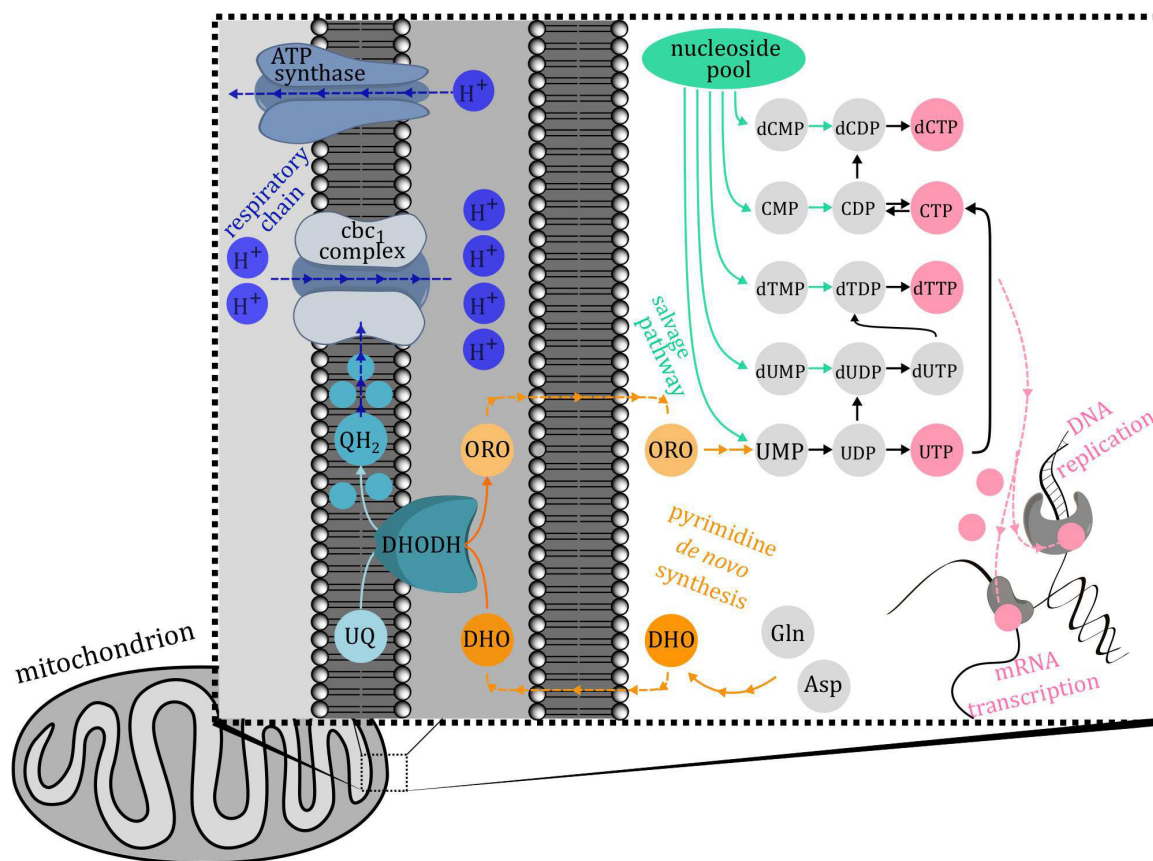 ATP
synthase
H+
respiratory
chain
H+
H+
cbc1
complex
H+
H+
H+
H+
QH2
DHODH
UQ
ORO
DHO
ORO
DHO
nucleoside
pool
salvage
pathway
dCMP
dCDP
dCTP
CMP
CDP
CTP
dTMP
dTDP
dTTP
dUMP
dUDP
dUTP
UMP
UDP
UTP
pyrimidine
de novo
synthesis
Gln
Asp
DNA
replication
mRNA
transcription
mitochondrion